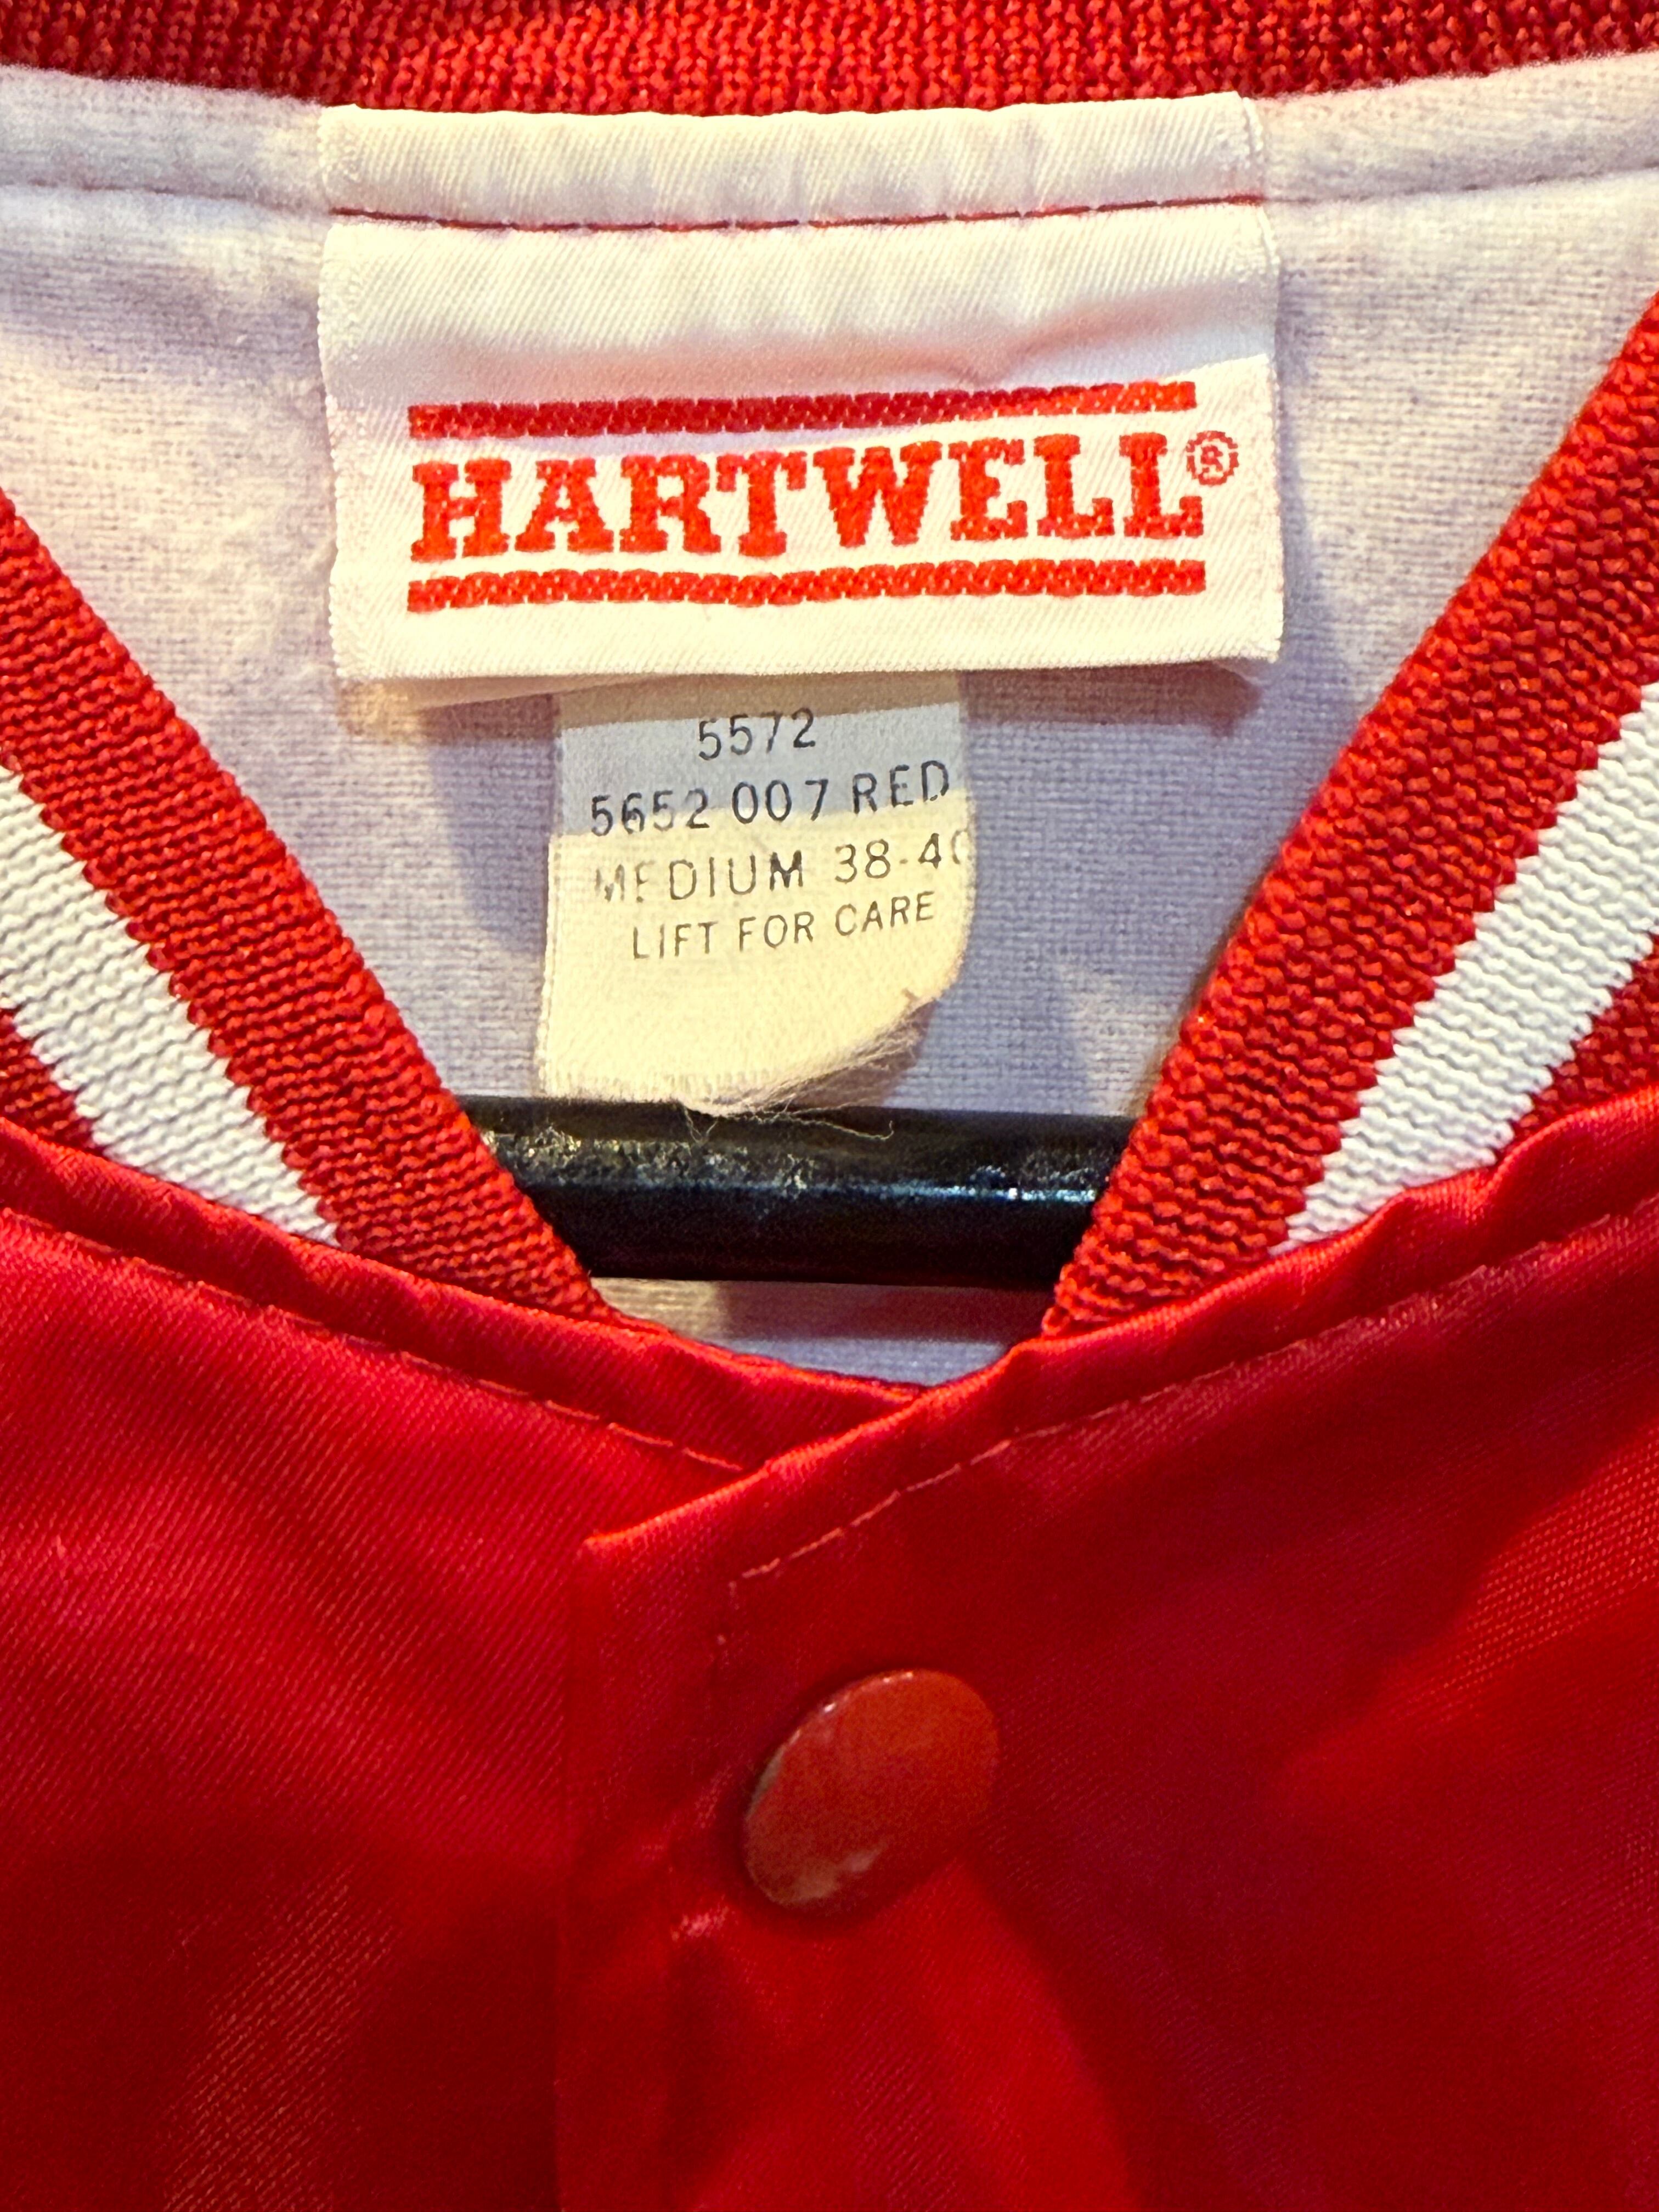 HARTWELL®
5572
5652 007 RED
MEDIUM 38-40
LIFT FOR CARE